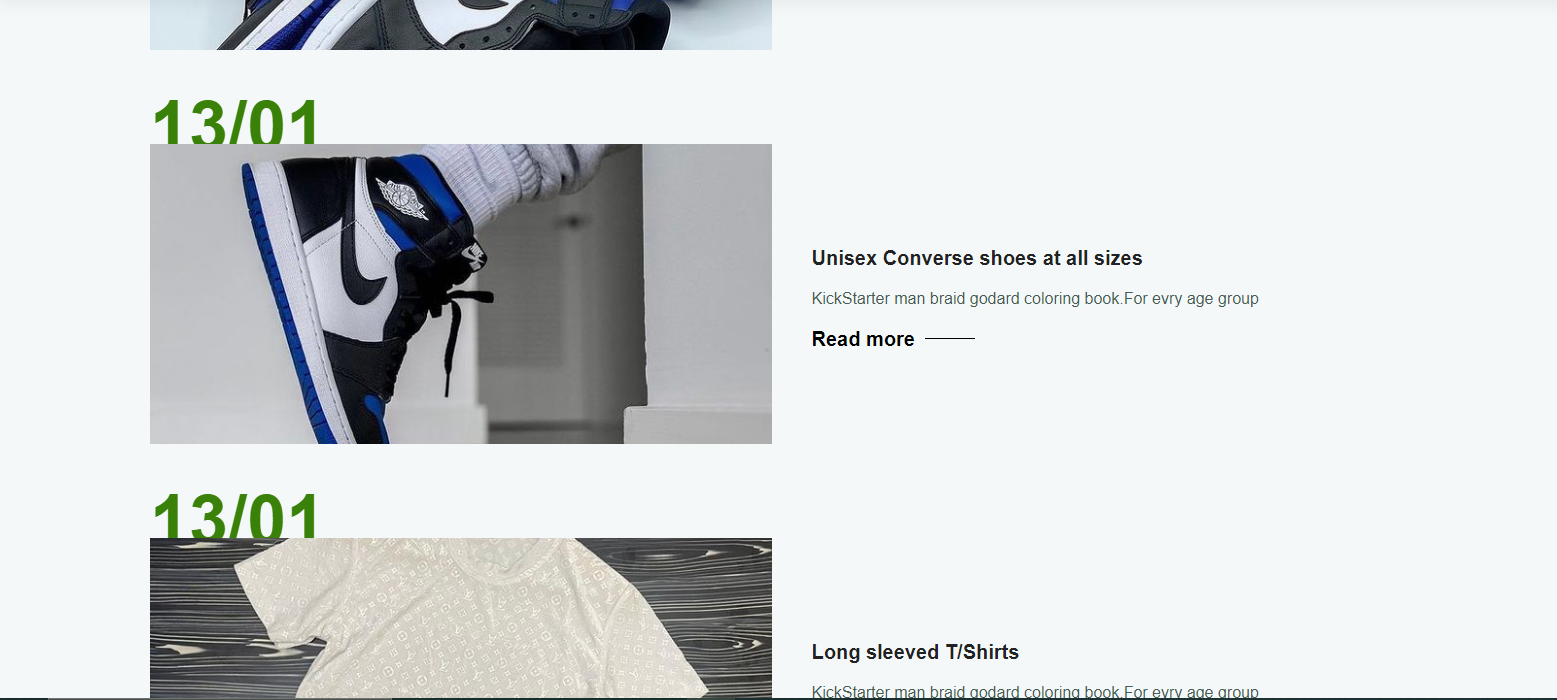 13/01
Unisex Converse shoes at all sizes
KickStarter man braid godard coloring book.For evry age group
Read more
13/01
Long sleeved T/Shirts
KickStarter man braid godard coloring book.For evry age group